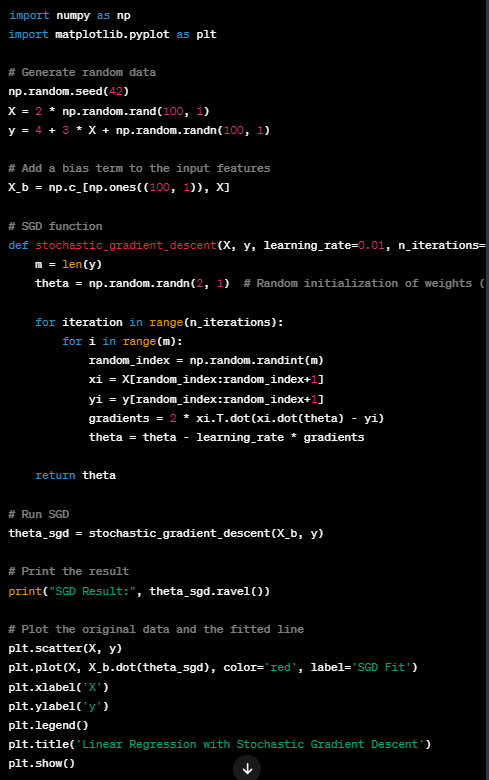 import numpy as np
import matplotlib.pyplot as plt

# Generate random data
np.random.seed(42)
X = 2 * np.random.rand(100, 1)
y = 4 + 3 * X + np.random.randn(100, 1)

# Add a bias term to the input features
X_b = np.c_[np.ones((100, 1)), X]

# SGD function
def stochastic_gradient_descent(X, y, learning_rate=0.01, n_iterations=
    m = len(y)
    theta = np.random.randn(2, 1)  # Random initialization of weights (

    for iteration in range(n_iterations):
        for i in range(m):
            random_index = np.random.randint(m)
            xi = X[random_index:random_index+1]
            yi = y[random_index:random_index+1]
            gradients = 2 * xi.T.dot(xi.dot(theta) - yi)
            theta = theta - learning_rate * gradients

    return theta

# Run SGD
theta_sgd = stochastic_gradient_descent(X_b, y)

# Print the result
print("SGD Result:", theta_sgd.ravel())

# Plot the original data and the fitted line
plt.scatter(X, y)
plt.plot(X, X_b.dot(theta_sgd), color='red', label='SGD Fit')
plt.xlabel('X')
plt.ylabel('y')
plt.legend()
plt.title('Linear Regression with Stochastic Gradient Descent')
plt.show()